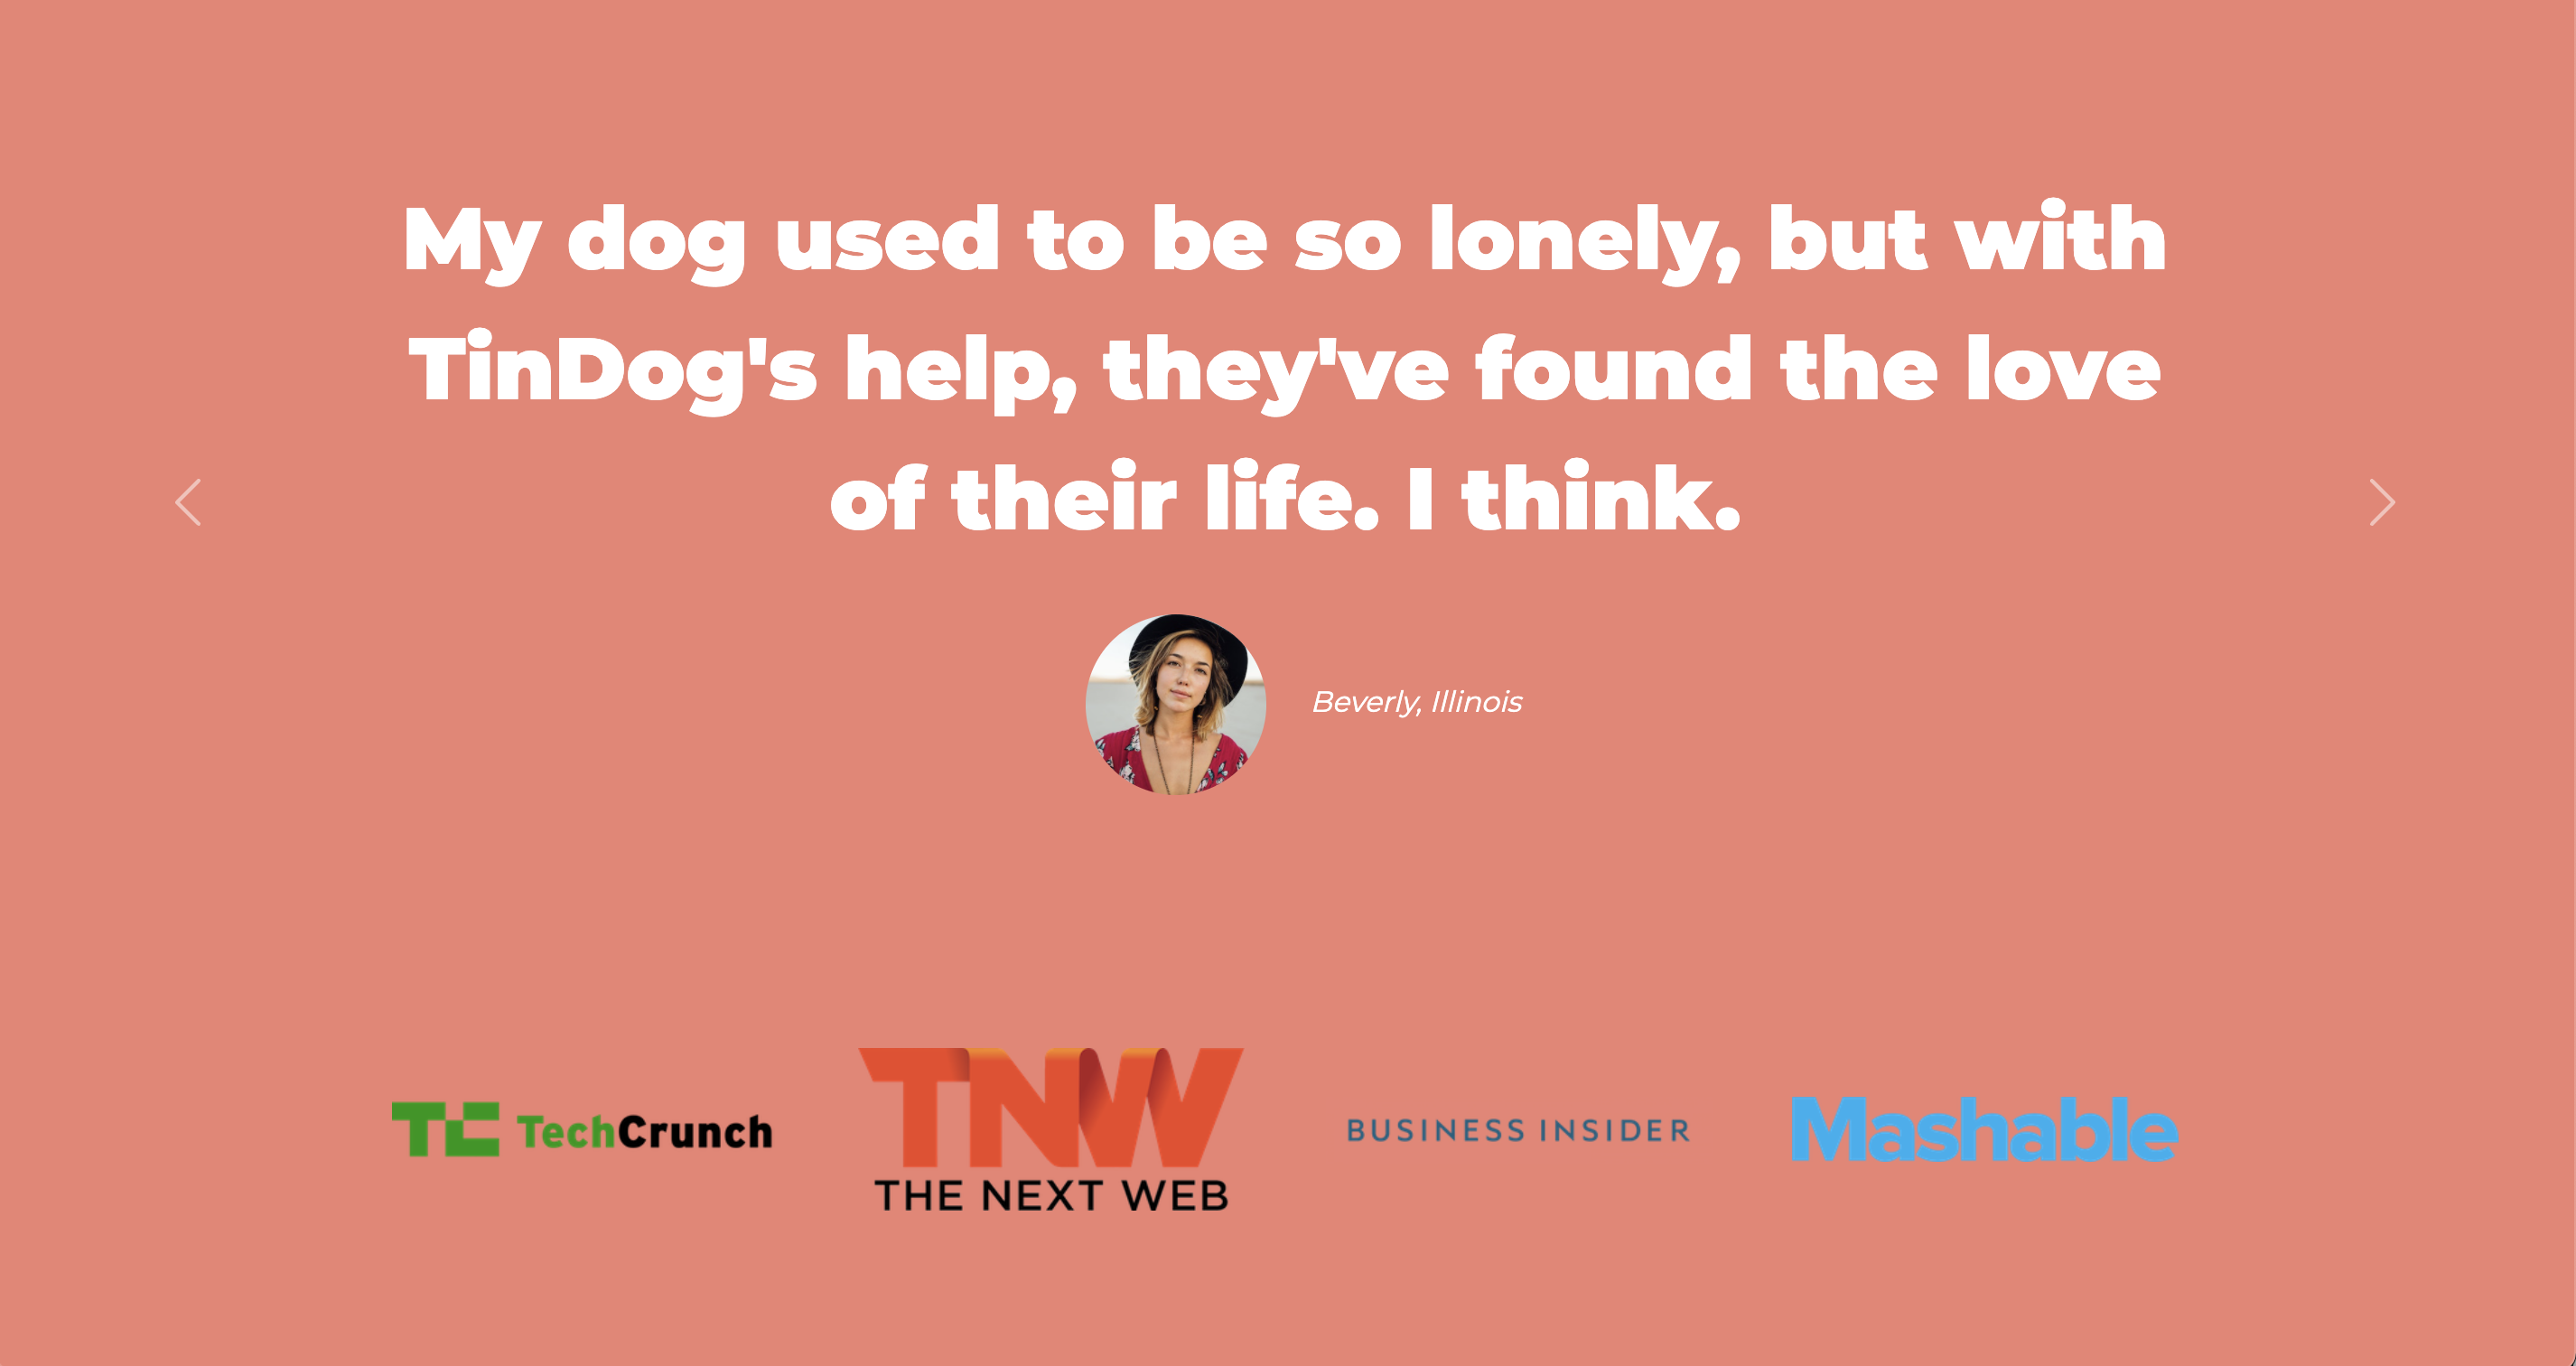 My dog used to be so lonely, but with
TinDog's help, they've found the love
of their life. I think.
Beverly, Illinois
TC TechCrunch
TNW
THE NEXT WEB
BUSINESS INSIDER
Mashable